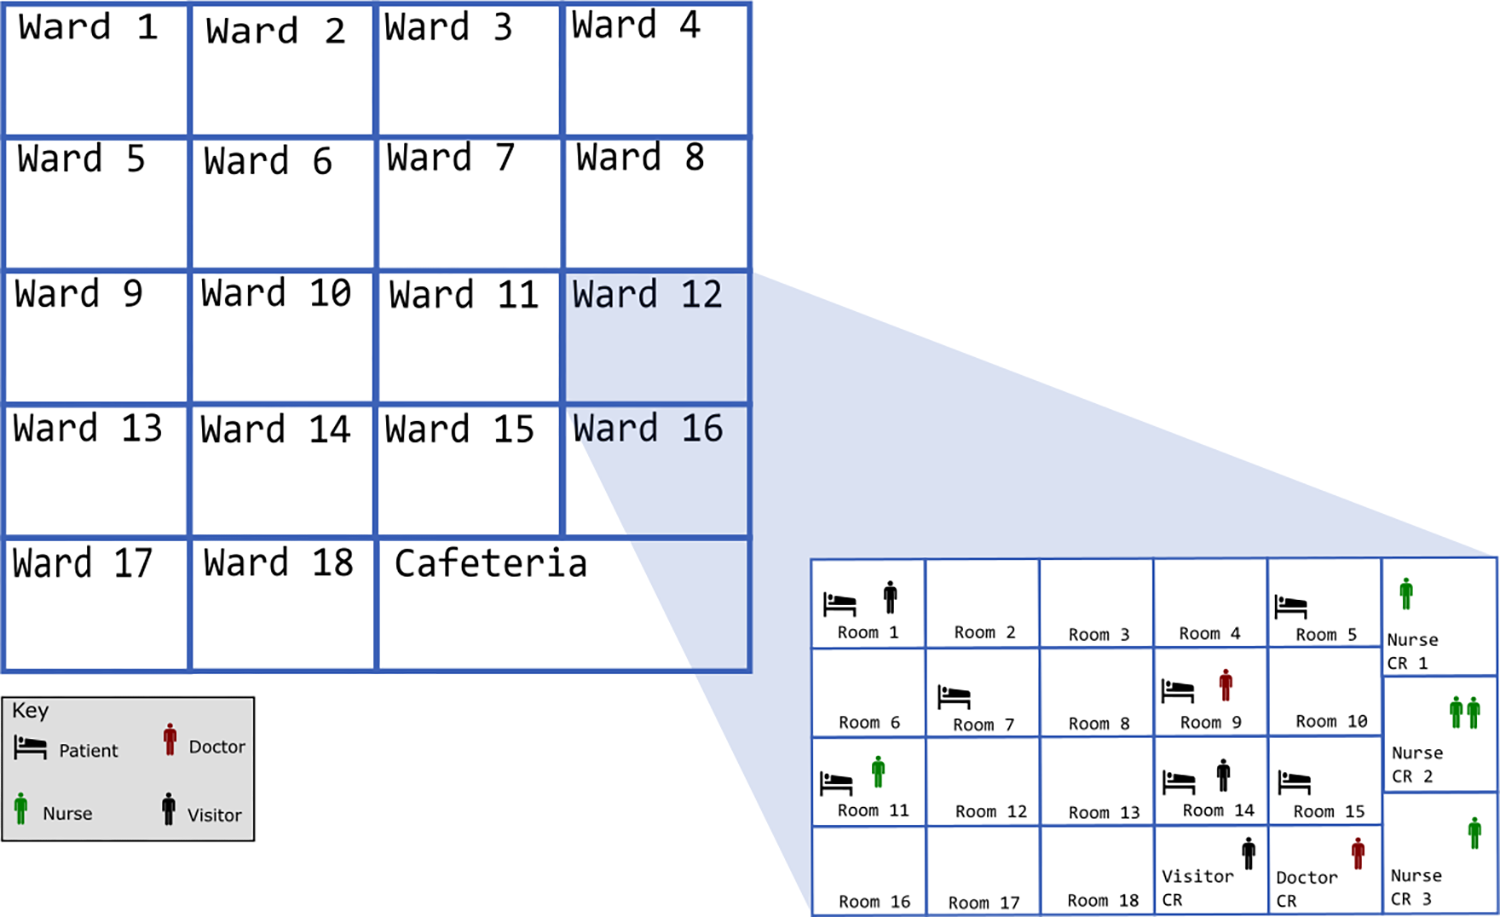 Ward 1
Ward 2
Ward 3
Ward 4
Ward 5
Ward 6
Ward 7
Ward 8
Ward 9
Ward 10
Ward 11
Ward 12
Ward 13
Ward 14
Ward 15
Ward 16
Ward 17
Ward 18
Cafeteria
Key
Patient
Doctor
Nurse
Visitor
Room 1
Room 2
Room 3
Room 4
Room 5
Nurse
CR 1
Room 6
Room 7
Room 8
Room 9
Room 10
Nurse
CR 2
Room 11
Room 12
Room 13
Room 14
Room 15
Room 16
Room 17
Room 18
Visitor
CR
Doctor
CR
Nurse
CR 3